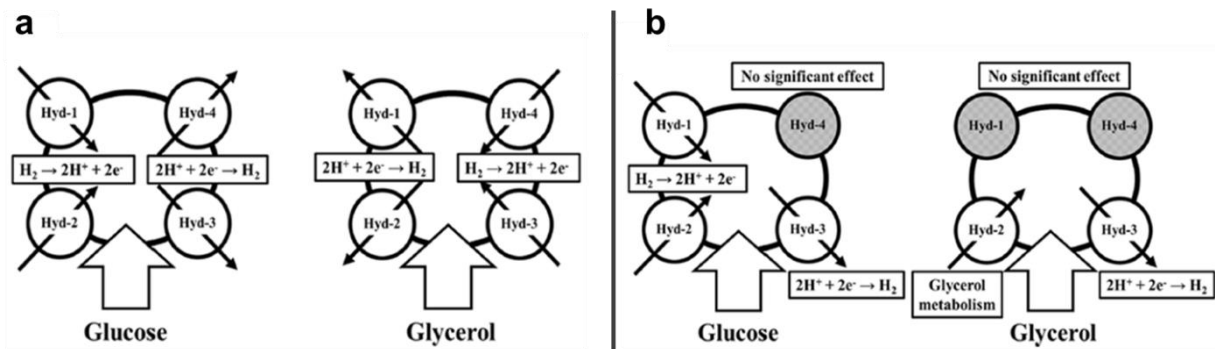 a
Hyd-1
Hyd-4
H₂ → 2H⁺ + 2e⁻
2H⁺ + 2e⁻ → H₂
Hyd-2
Hyd-3
Glucose
Hyd-1
Hyd-4
2H⁺ + 2e⁻ → H₂
H₂ → 2H⁺ + 2e⁻
Hyd-2
Hyd-3
Glycerol
b
No significant effect
Hyd-1
Hyd-4
H₂ → 2H⁺ + 2e⁻
Hyd-2
Hyd-3
2H⁺ + 2e⁻ → H₂
Glucose
No significant effect
Hyd-1
Hyd-4
Hyd-2
Hyd-3
Glycerol
metabolism
2H⁺ + 2e⁻ → H₂
Glycerol